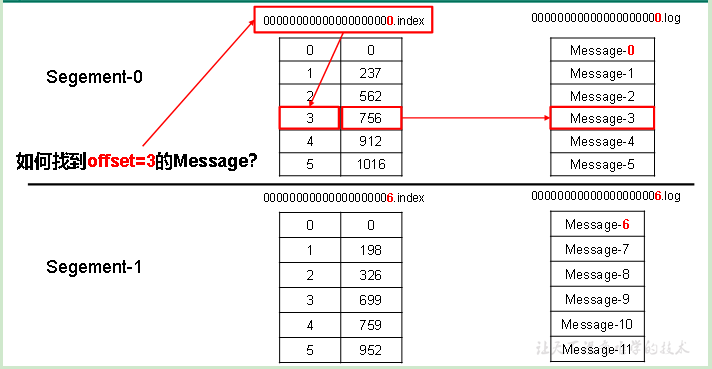 00000000000000000000.index
00000000000000000000.log
Segement-0
0 0
1 237
2 562
3 756
4 912
5 1016
Message-0
Message-1
Message-2
Message-3
Message-4
Message-5
如何找到offset=3的Message?
00000000000000000006.index
00000000000000000006.log
Segement-1
0 0
1 198
2 326
3 699
4 759
5 952
Message-6
Message-7
Message-8
Message-9
Message-10
Message-11
的技术